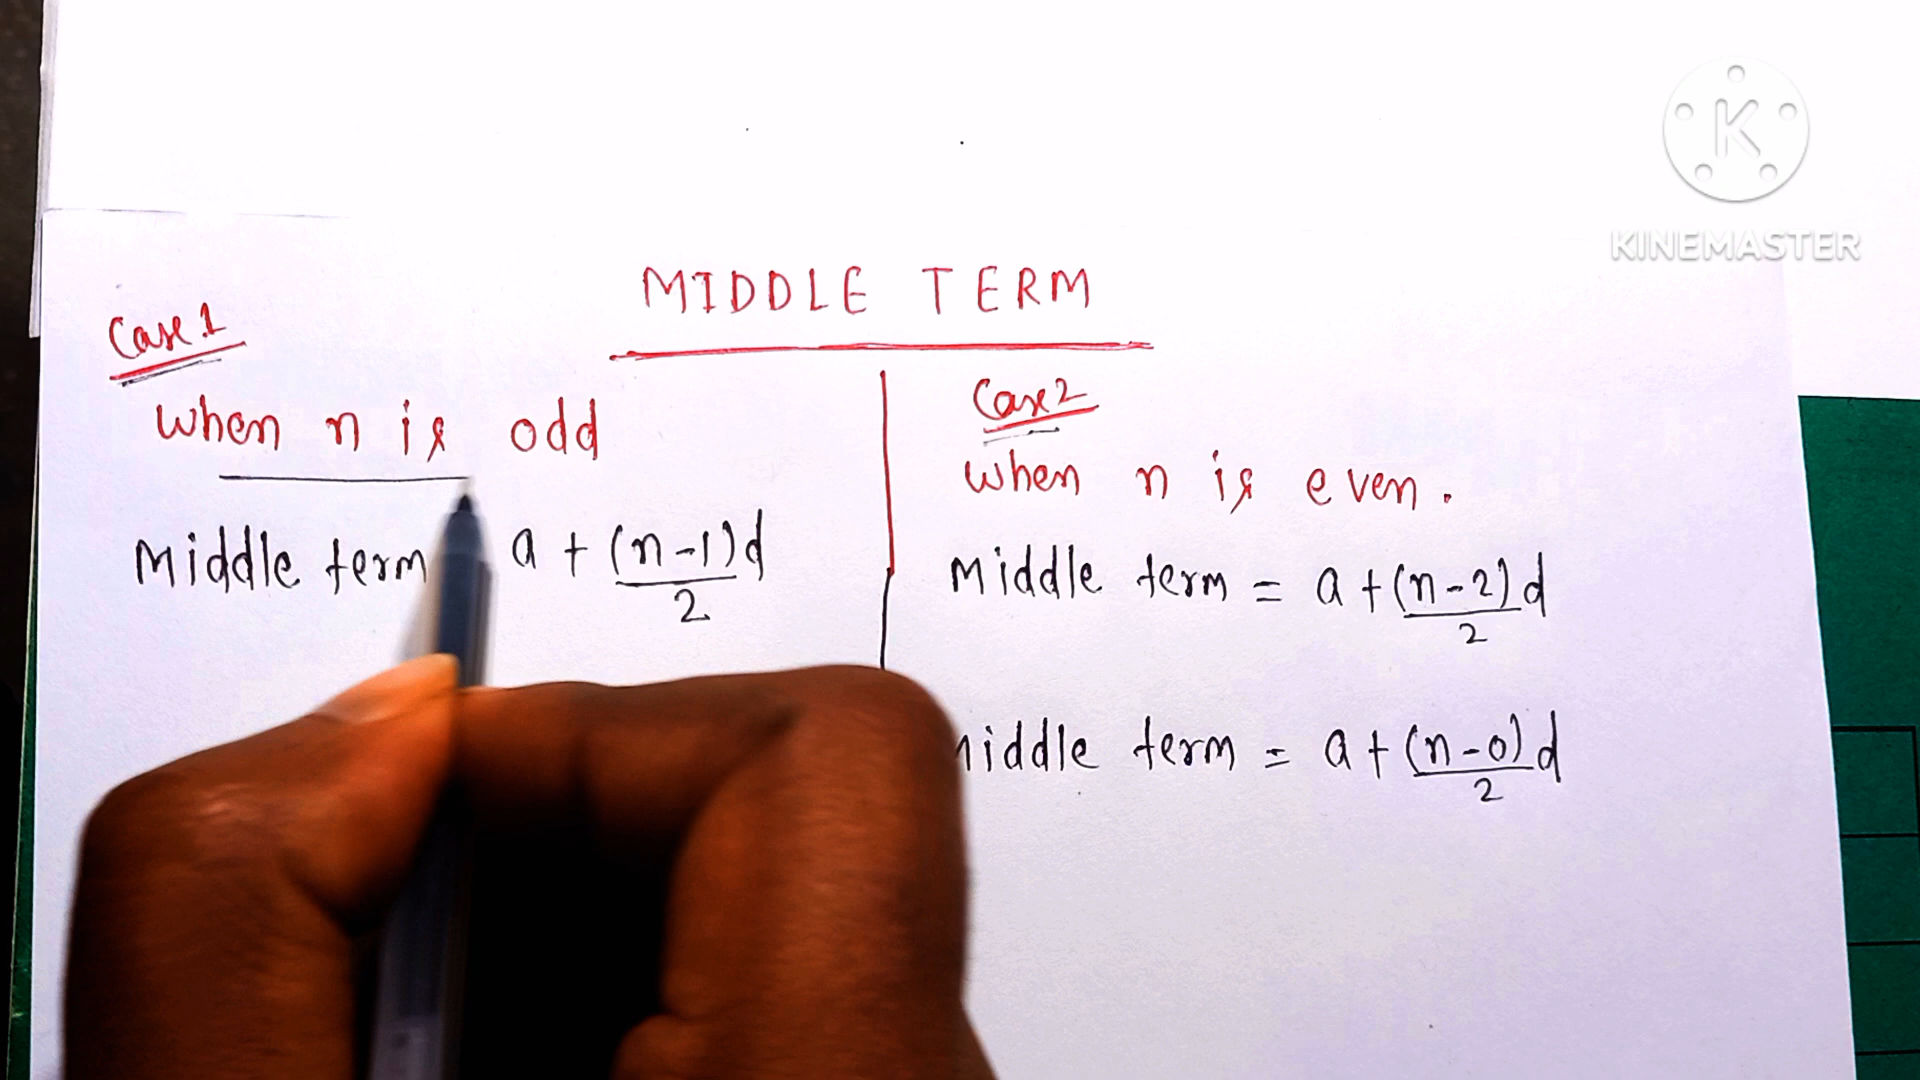 K
KINEMASTER
MIDDLE TERM
Case 1
when n is odd
Middle term a + (n-1)d
2
Case 2
when n is even.
Middle term = a + (n-2)d
2
middle term = a + (n-0)d
2